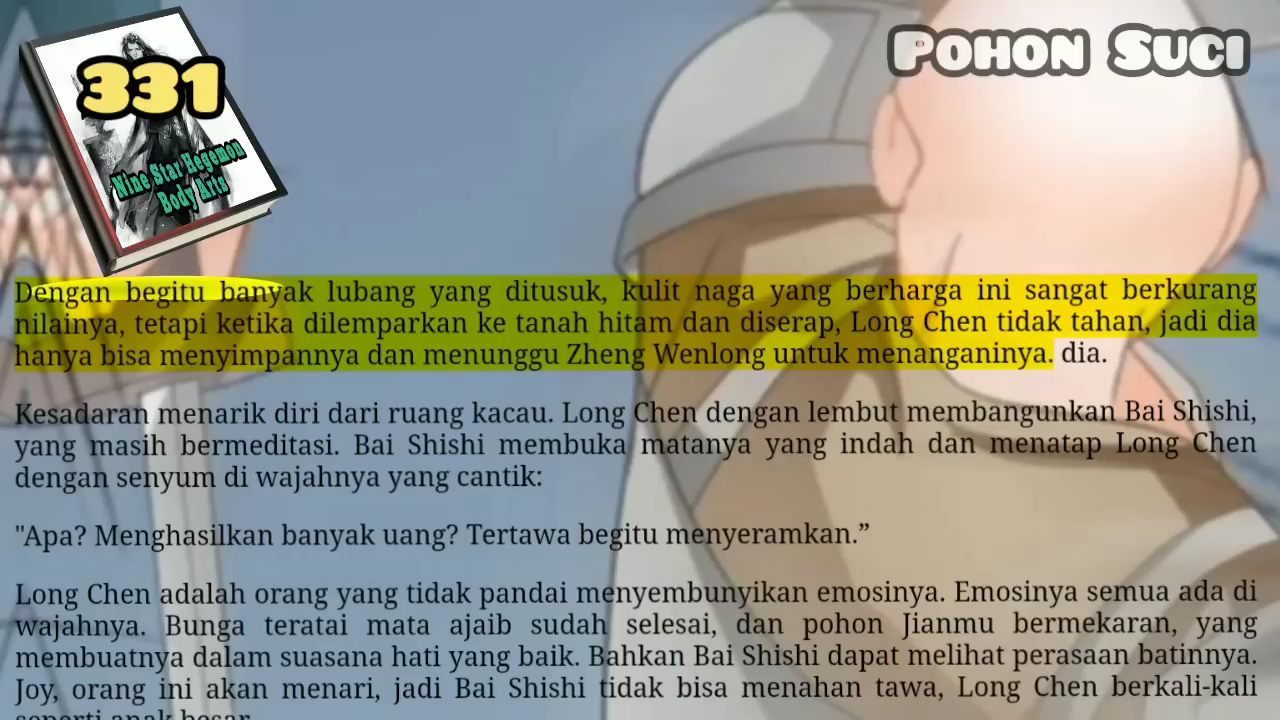 331
Nine Star Hegemon
Body Arts
Pohon Suci
Dengan begitu banyak lubang yang ditusuk, kulit naga yang berharga ini sangat berkurang
nilainya, tetapi ketika dilemparkan ke tanah hitam dan diserap, Long Chen tidak tahan, jadi dia
hanya bisa menyimpannya dan menunggu Zheng Wenlong untuk menanganinya. dia.
Kesadaran menarik diri dari ruang kacau. Long Chen dengan lembut membangunkan Bai Shishi,
yang masih bermeditasi. Bai Shishi membuka matanya yang indah dan menatap Long Chen
dengan senyum di wajahnya yang cantik:
"Apa? Menghasilkan banyak uang? Tertawa begitu menyeramkan.”
Long Chen adalah orang yang tidak pandai menyembunyikan emosinya. Emosinya semua ada di
wajahnya. Bunga teratai mata ajaib sudah selesai, dan pohon Jianmu bermekaran, yang
membuatnya dalam suasana hati yang baik. Bahkan Bai Shishi dapat melihat perasaan batinnya.
Joy, orang ini akan menari, jadi Bai Shishi tidak bisa menahan tawa, Long Chen berkali-kali
seperti anak besar.